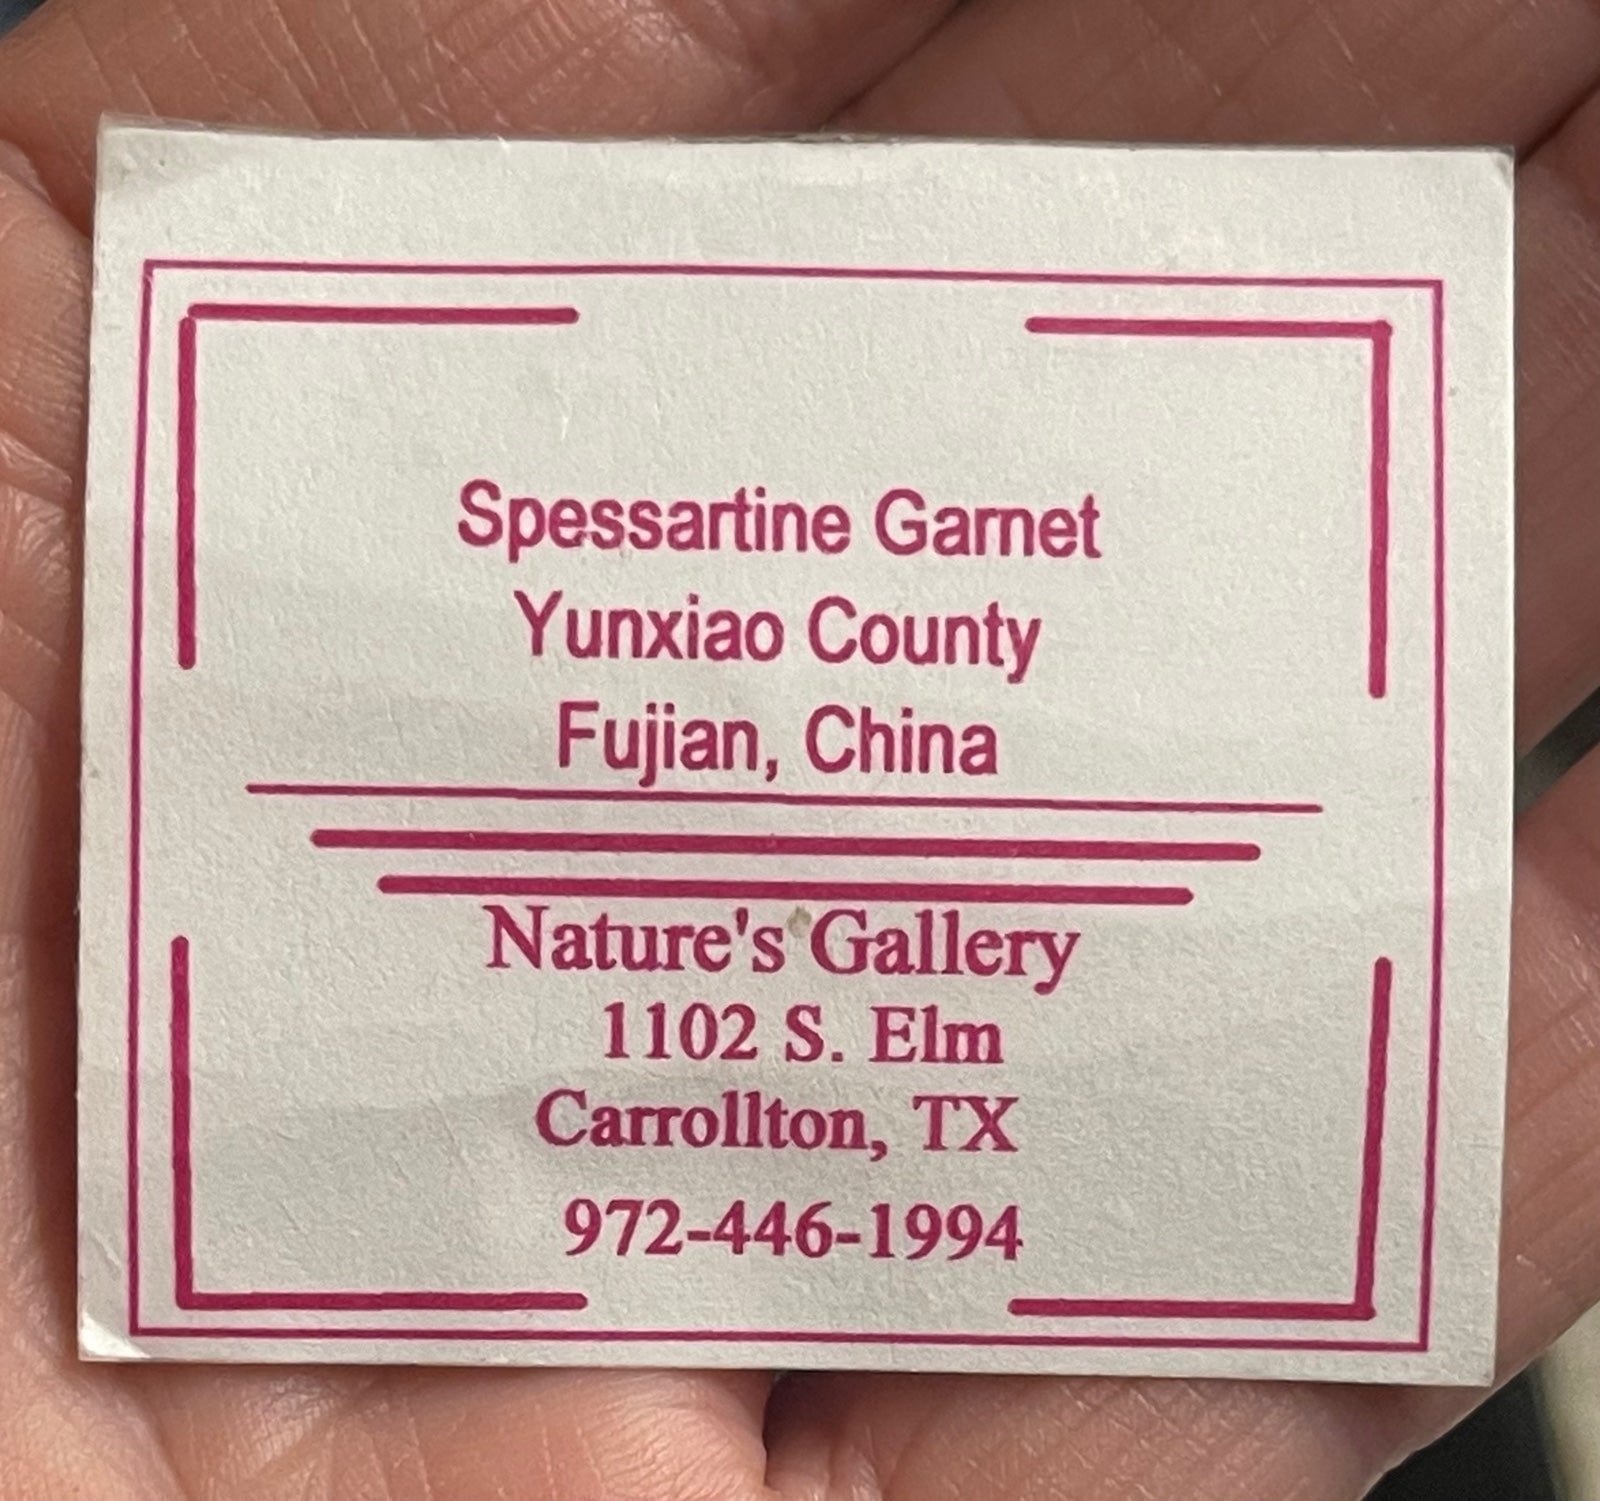 Spessartine Garnet
Yunxiao County
Fujian, China
Nature's Gallery
1102 S. Elm
Carrollton, TX
972-446-1994